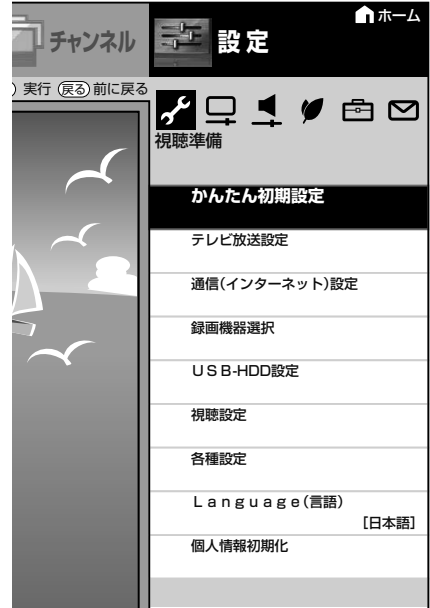 ホーム
チャンネル 設定
実行 戻る 前に戻る
視聴準備
かんたん初期設定
テレビ放送設定
通信(インターネット)設定
録画機器選択
USB-HDD設定
視聴設定
各種設定
Language(言語)
[日本語]
個人情報初期化